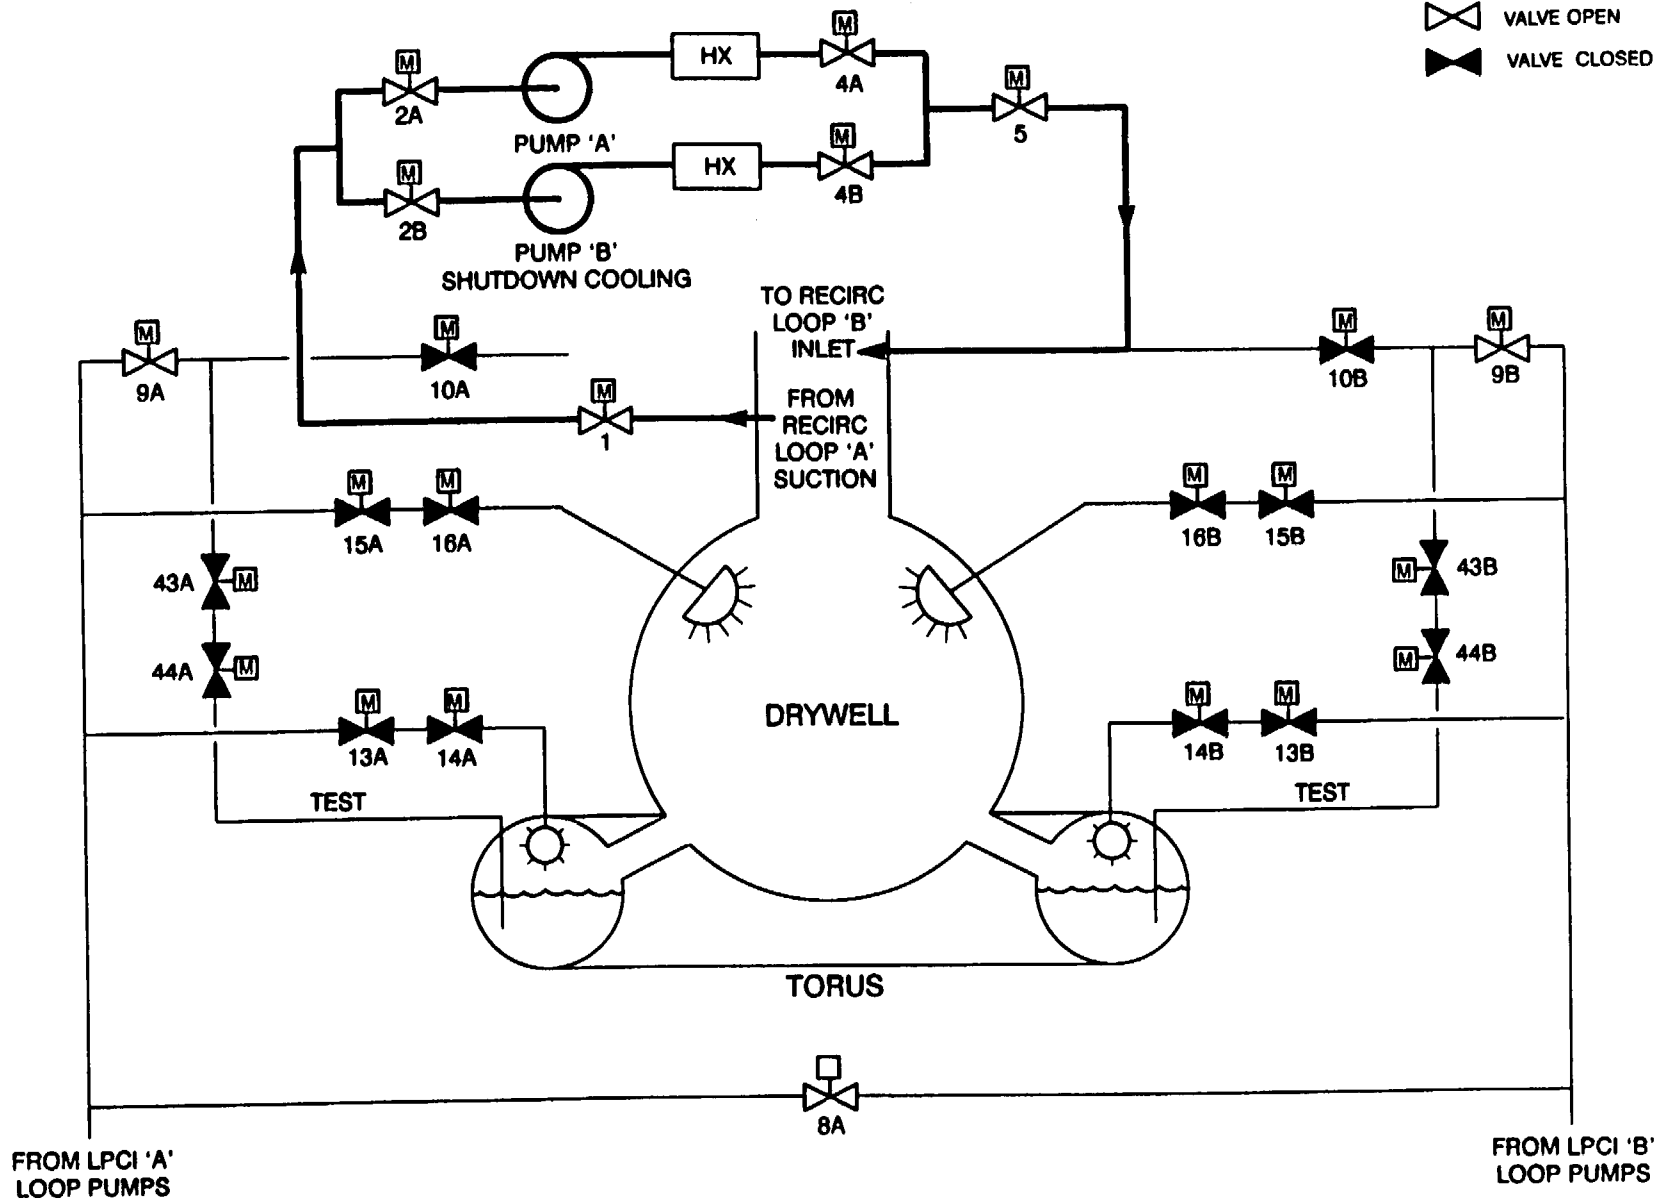 VALVE OPEN
VALVE CLOSED
M
HX
M
4A
M
2A
M
5
PUMP 'A'
M
HX
4B
M
2B
PUMP 'B'
SHUTDOWN COOLING
TO RECIRC
LOOP 'B'
INLET
M
9A
M
10A
M
10B
M
9B
M
1
FROM
RECIRC
LOOP 'A'
SUCTION
M
15A
M
16A
M
16B
M
15B
43A
M
M
43B
44A
M
M
44B
M
13A
M
14A
DRYWELL
M
14B
M
13B
TEST
TEST
TORUS
8A
FROM LPCI 'A'
LOOP PUMPS
FROM LPCI 'B'
LOOP PUMPS